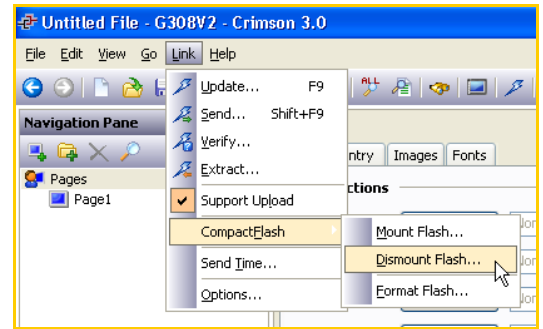 Untitled File - G308V2 - Crimson 3.0
File Edit View Go Link Help
Update... F9
ALL
Navigation Pane
Send... Shift+F9
Verify...
ntry Images Fonts
Extract...
Pages
ctions
Page1
Support Upload
CompactFlash
Mount Flash...
Send Time...
Dismount Flash...
Options...
Format Flash...